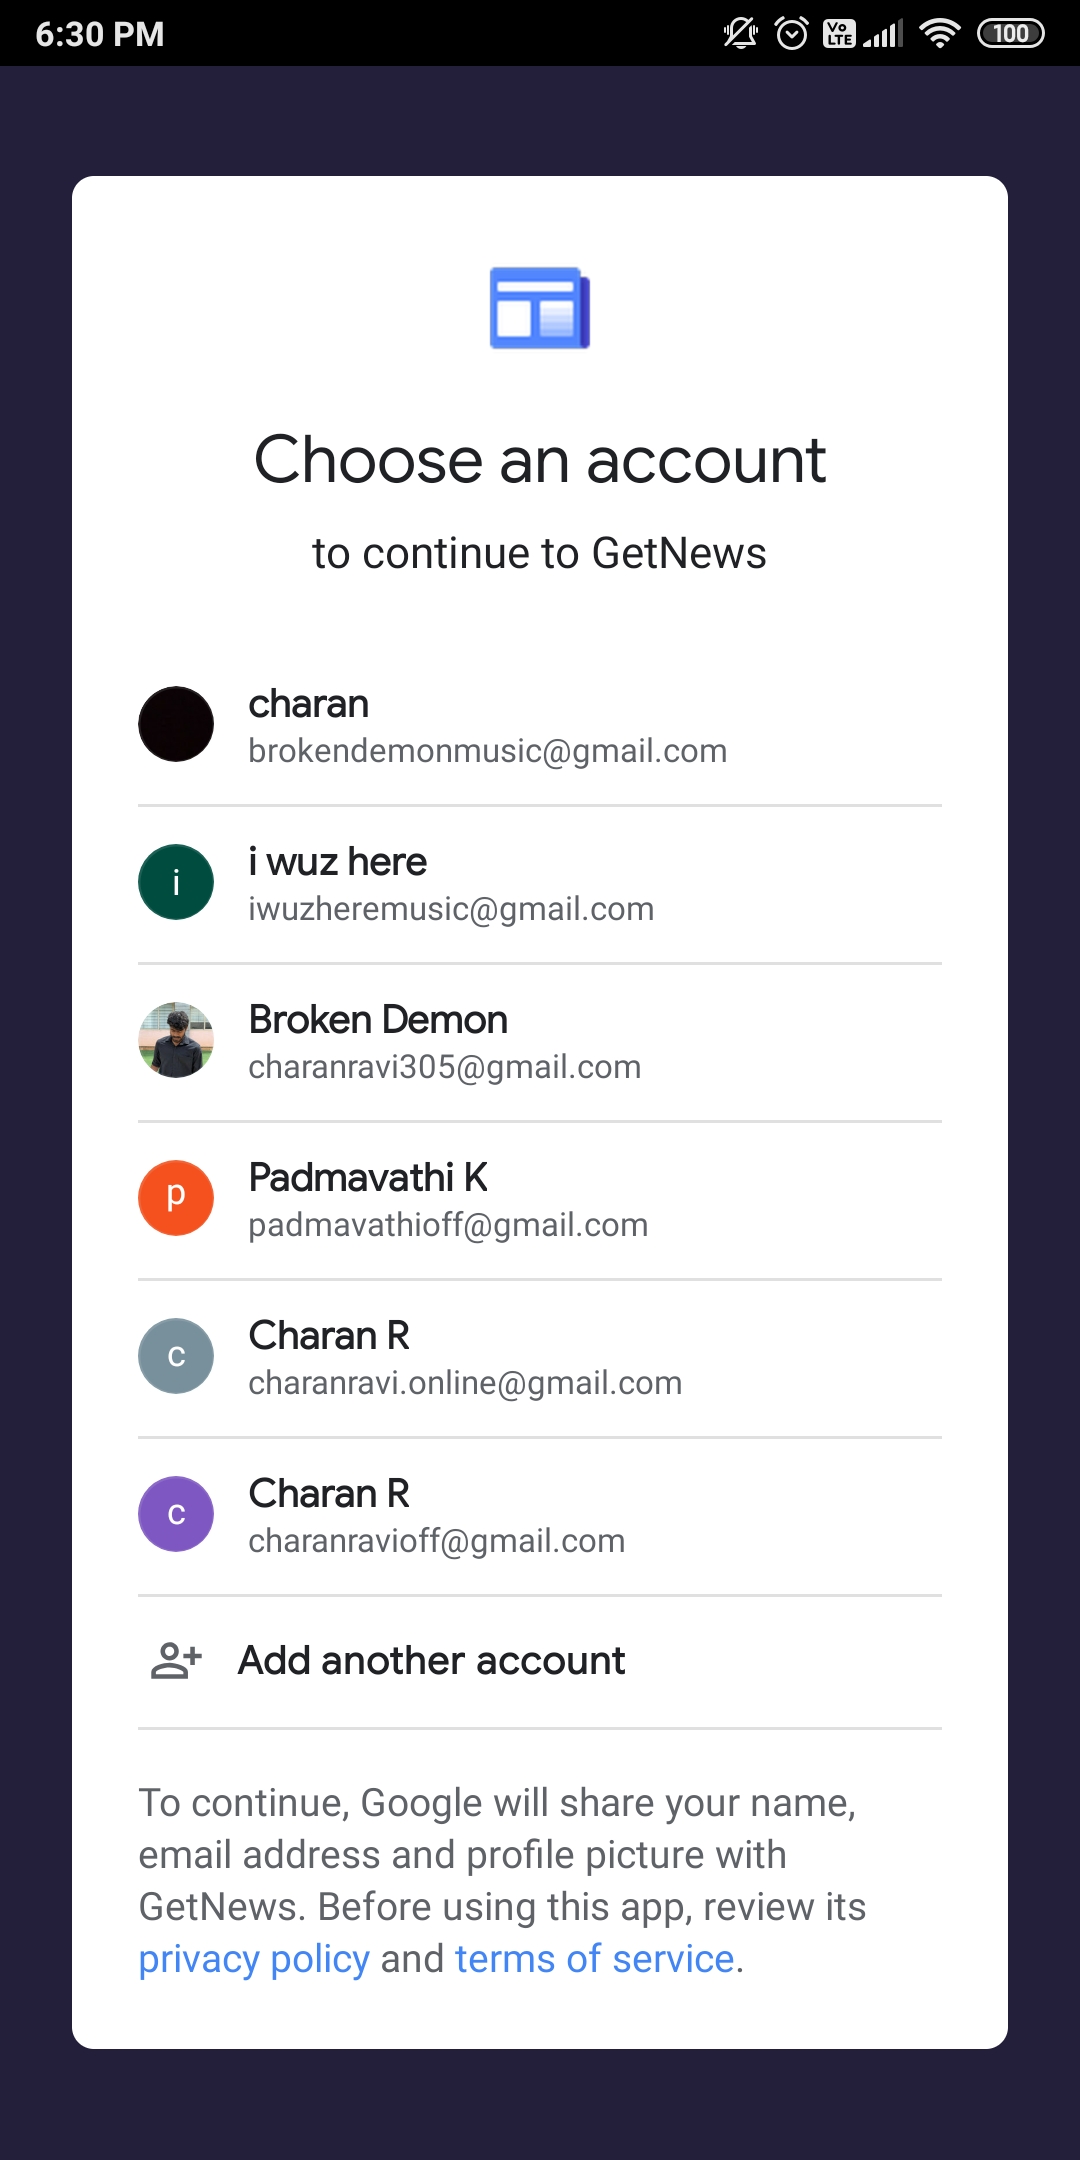 6:30 PM
Vo
LTE
100
Choose an account
to continue to GetNews
charan
brokendemonmusic@gmail.com
i
i wuz here
iwuzheremusic@gmail.com
Broken Demon
charanravi305@gmail.com
p
Padmavathi K
padmavathioff@gmail.com
c
Charan R
charanravi.online@gmail.com
c
Charan R
charanravioff@gmail.com
Add another account
To continue, Google will share your name,
email address and profile picture with
GetNews. Before using this app, review its
privacy policy and terms of service.